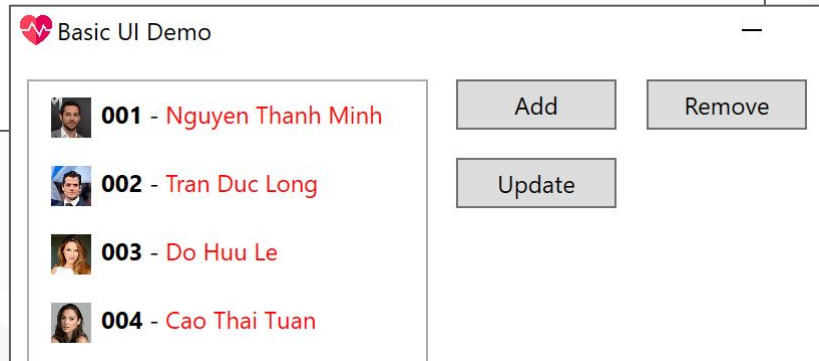 Basic UI Demo
001 - Nguyen Thanh Minh
002 - Tran Duc Long
003 - Do Huu Le
004 - Cao Thai Tuan
Add Remove
Update